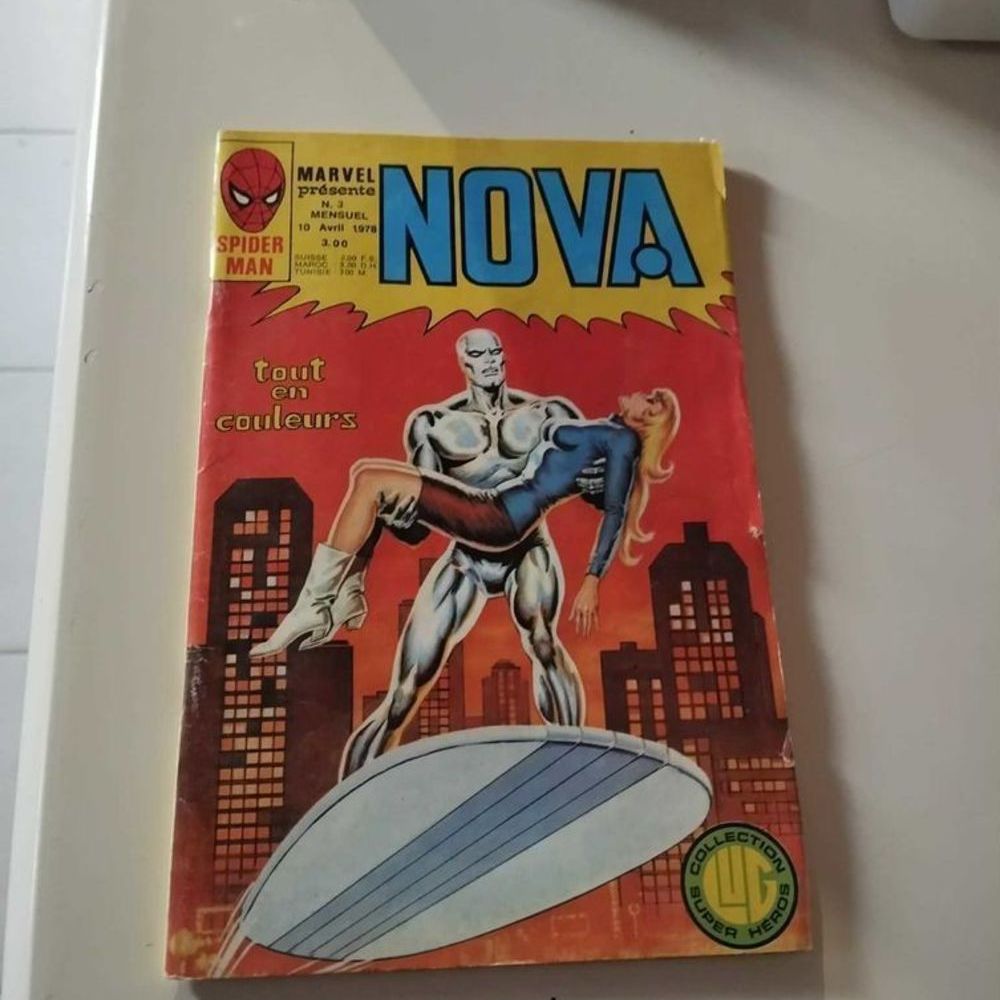 MARVEL
présente
NOVA
N. 3
MENSUEL
10 Avril 1978
3.00
SUISSE
MAROC
TUNISIE
SPIDER
MAN
tout
en
couleurs
COLLECTION
LUG
SUPER HEROS